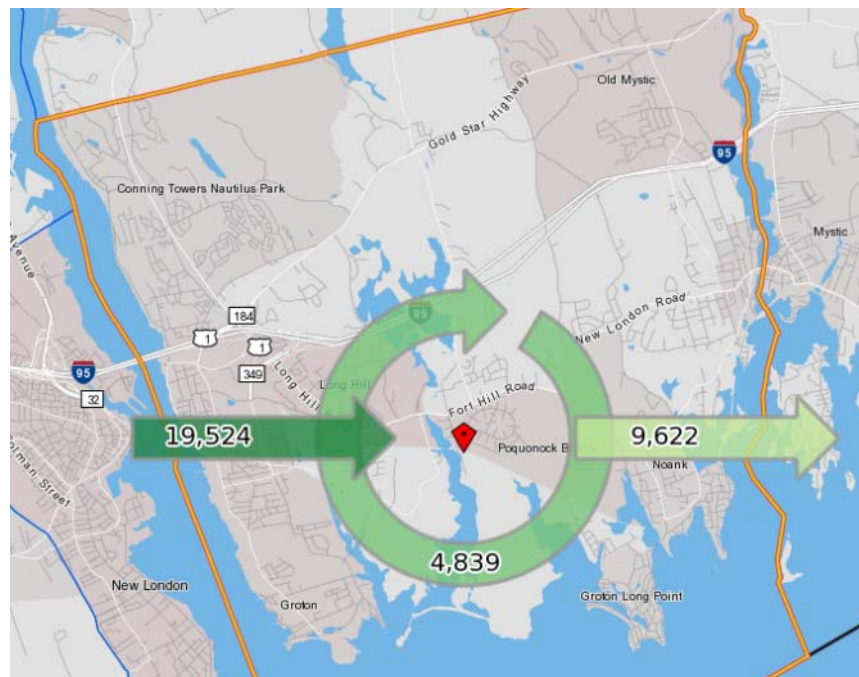 Old Mystic
Gold Star Highway
95
Conning Towers Nautilus Park
Mystic
Avenue
New London Road
184
95
1
1
95
349
Long Hill
Long Hill
32
Fort Hill Road
19,524
9,622
Poquonock B
Noank
olman Street
4,839
New London
Groton
Groton Long Point